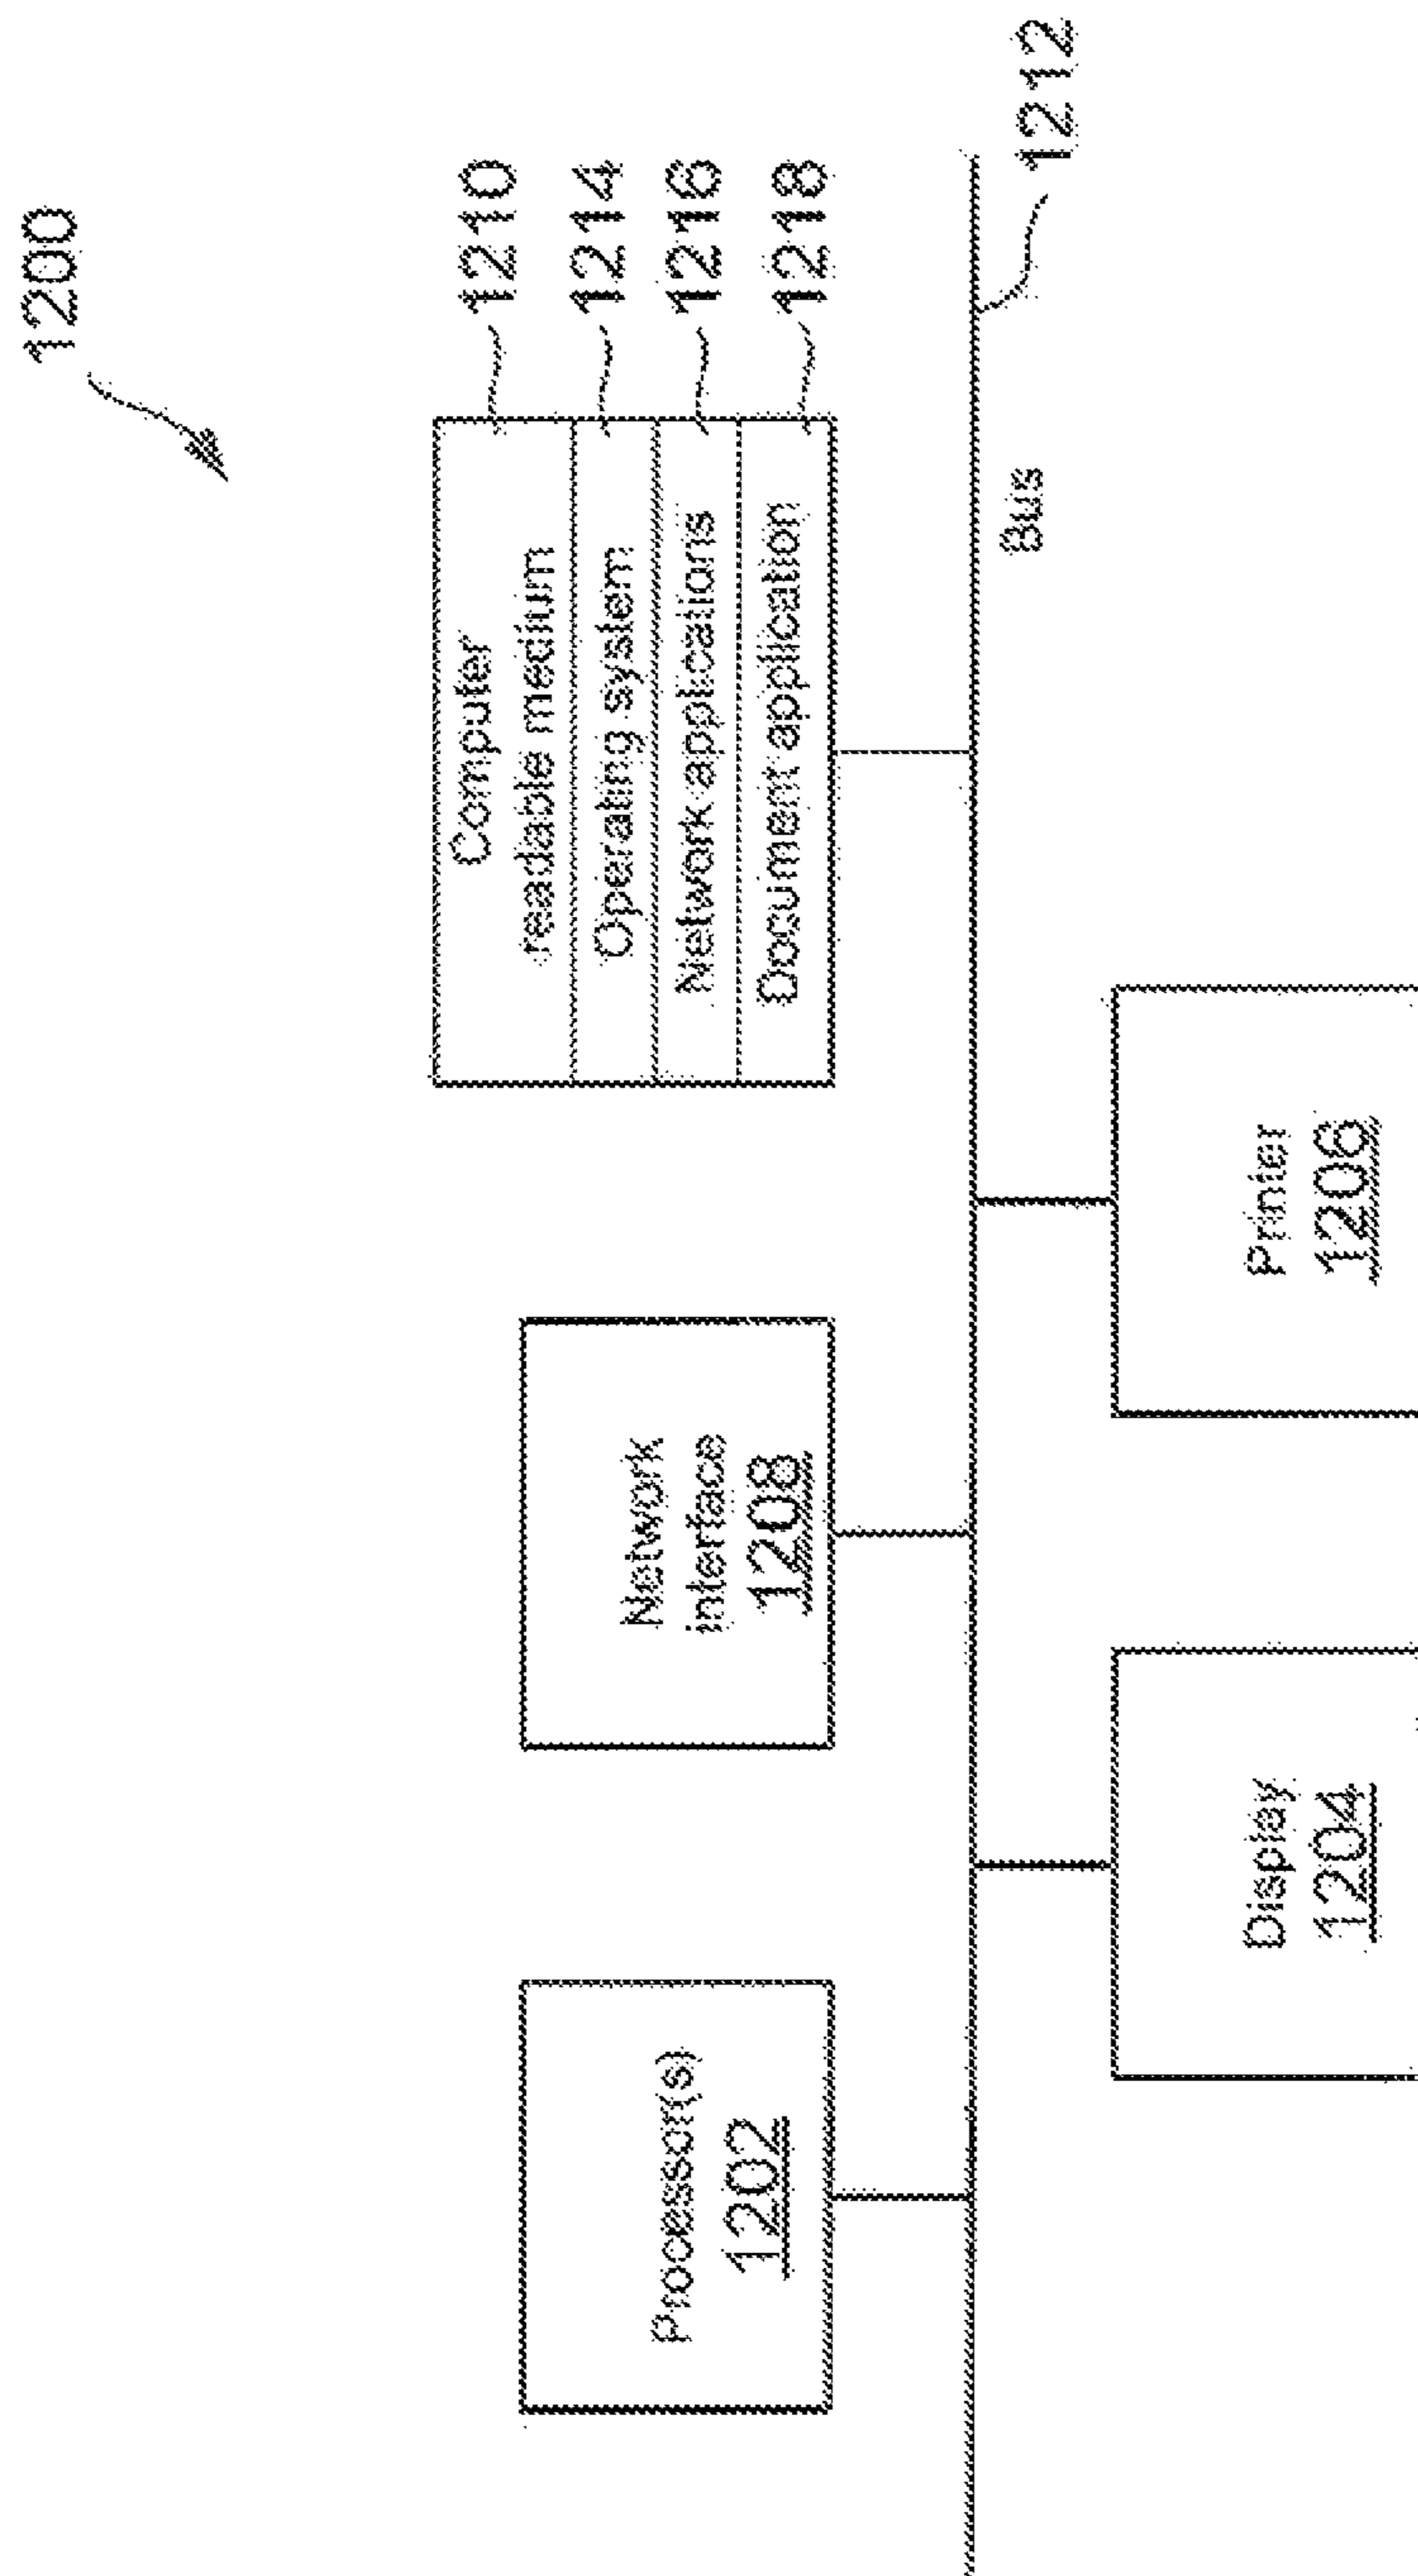 1200
Computer
readable medium
1210
Operating system
1214
Network applications
1216
Document application
1218
Processor(s)
1202
Network
interface
1208
Bus
1212
Display
1204
Printer
1206